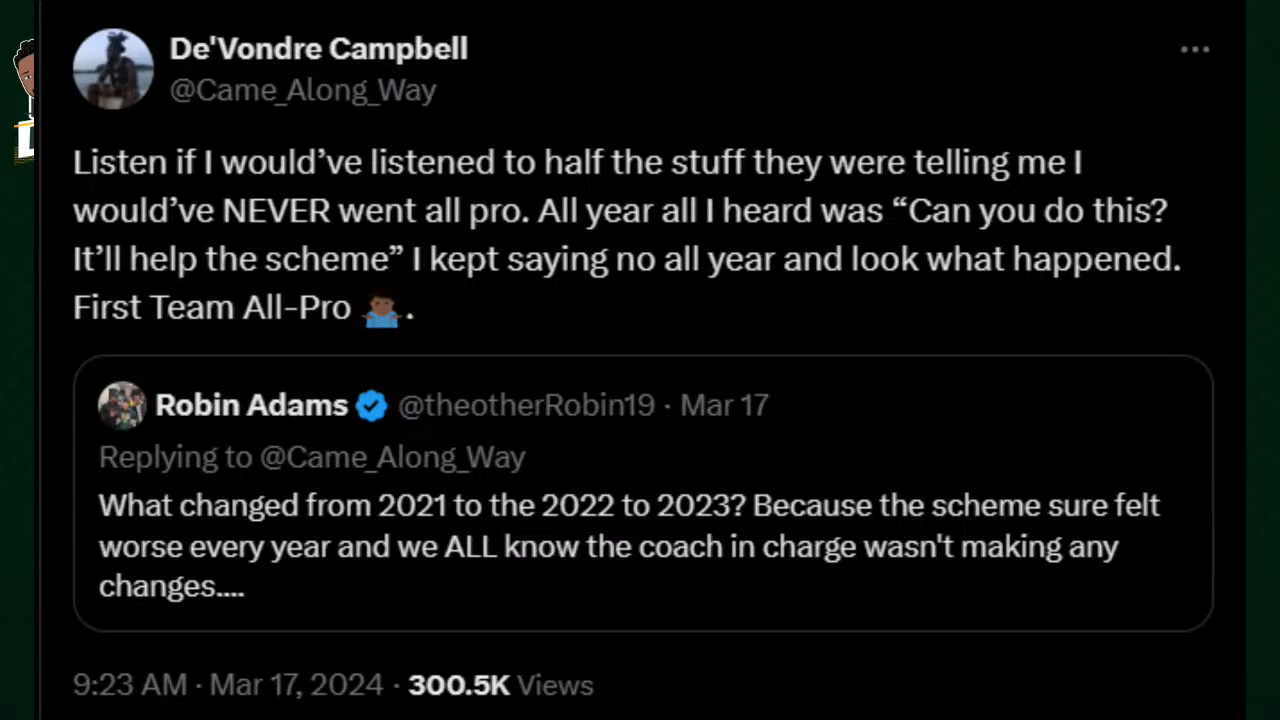 De'Vondre Campbell
@Came_Along_Way
Listen if I would’ve listened to half the stuff they were telling me I
would’ve NEVER went all pro. All year all I heard was “Can you do this?
It’ll help the scheme” I kept saying no all year and look what happened.
First Team All-Pro 🤷🏾‍♂️.
Robin Adams @theotherRobin19 · Mar 17
Replying to @Came_Along_Way
What changed from 2021 to the 2022 to 2023? Because the scheme sure felt
worse every year and we ALL know the coach in charge wasn't making any
changes....
9:23 AM · Mar 17, 2024 · 300.5K Views